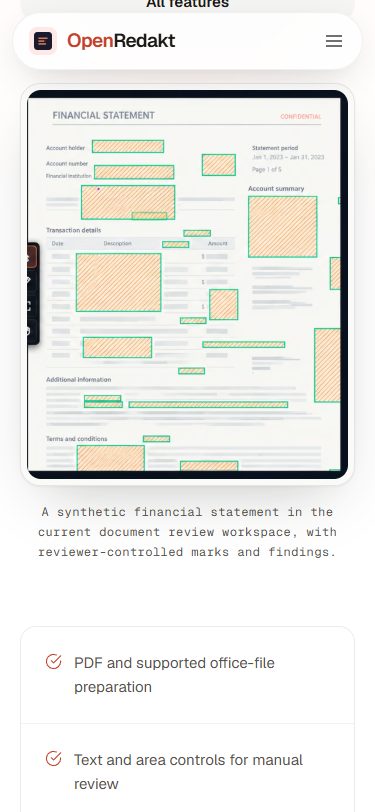 All features
OpenRedakt
FINANCIAL STATEMENT
CONFIDENTIAL
Account holder
Statement period
Jan 1, 2023 – Jan 31, 2023
Account number
Page 1 of 5
Financial institution
Account summary
Transaction details
Date Description Amount
Additional information
Terms and conditions
A synthetic financial statement in the
current document review workspace, with
reviewer-controlled marks and findings.
PDF and supported office-file
preparation
Text and area controls for manual
review